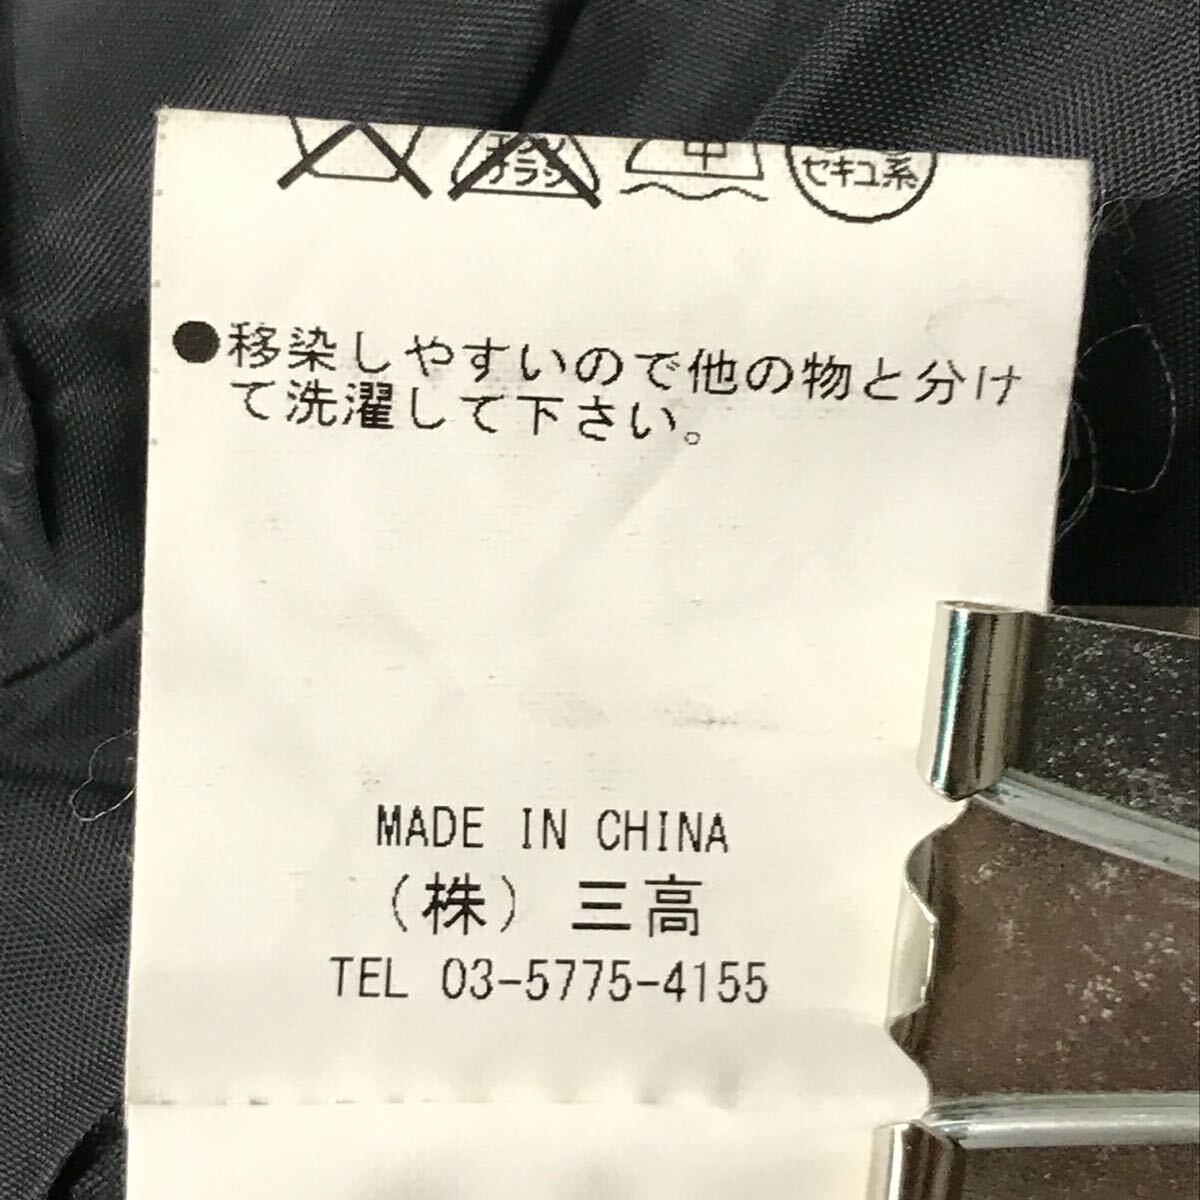 中
セキユ系
●移染しやすいので他の物と分け
て洗濯して下さい。
MADE IN CHINA
(株) 三高
TEL 03-5775-4155